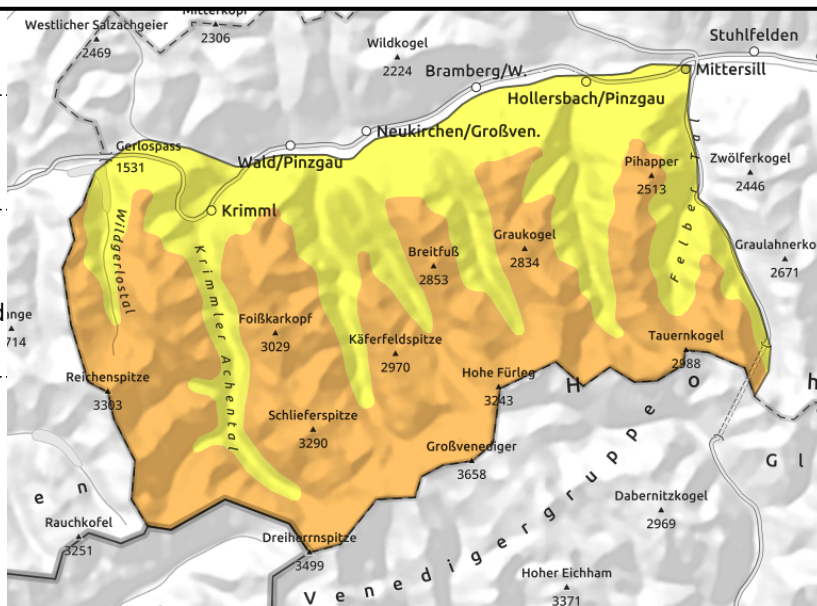 Mitterkopf
2306
Westlicher Salzachgeier
2469
Wildkogel
2224
Stuhlfelden
Bramberg/W.
Mittersill
Hollersbach/Pinzgau
Neukirchen/Großven.
Gerlospass
1531
Wald/Pinzgau
Pihapper
2513
Zwölferkogel
2446
Krimml
Wildgerlostal
Felber Tal
Graukogel
2834
Graulahnerko
2671
Breitfuß
2853
Krimmler Achental
ange
714
Foißkarkopf
3029
Käferfeldspitze
2970
Tauernkogel
2988
Reichenspitze
3303
Hohe Fürleg
3243
H o h
Schlieferspitze
3290
Großvenediger
3658
G l
e n
Dabernitzkogel
2969
Rauchkofel
3251
Dreiherrnspitze
3499
Venedigergruppe
Hoher Eichham
3371